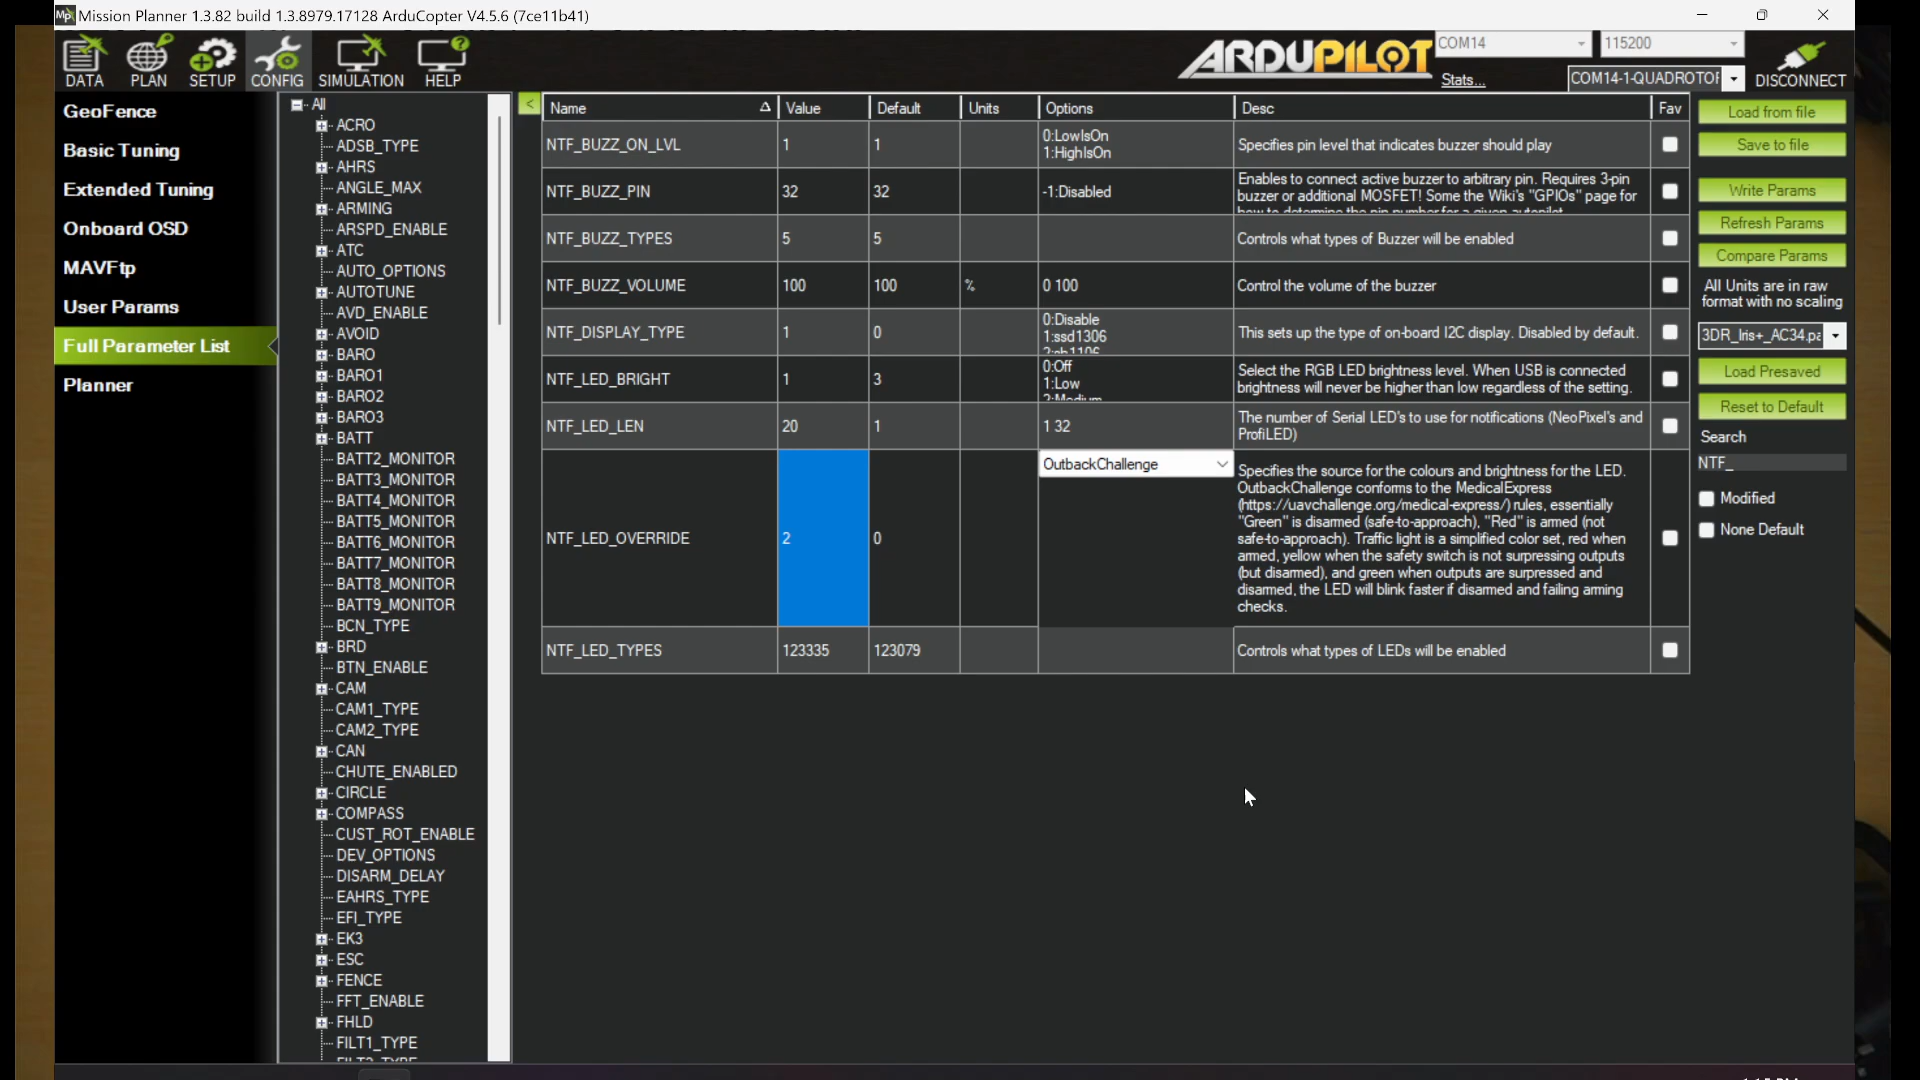 Mission Planner 1.3.82 build 1.3.8979.17128 ArduCopter V4.5.6 (7ce11b41)
DATA
PLAN
SETUP
CONFIG
SIMULATION
HELP
ARDUPILOT
COM14
115200
Stats...
COM14-1-QUADROTOR
DISCONNECT
GeoFence
Basic Tuning
Extended Tuning
Onboard OSD
MAVFtp
User Params
Full Parameter List
Planner
All
ACRO
ADSB_TYPE
AHRS
ANGLE_MAX
ARMING
ARSPD_ENABLE
ATC
AUTO_OPTIONS
AUTOTUNE
AVD_ENABLE
AVOID
BARO
BARO1
BARO2
BARO3
BATT
BATT2_MONITOR
BATT3_MONITOR
BATT4_MONITOR
BATT5_MONITOR
BATT6_MONITOR
BATT7_MONITOR
BATT8_MONITOR
BATT9_MONITOR
BCN_TYPE
BRD
BTN_ENABLE
CAM
CAM1_TYPE
CAM2_TYPE
CAN
CHUTE_ENABLED
CIRCLE
COMPASS
CUST_ROT_ENABLE
DEV_OPTIONS
DISARM_DELAY
EAHRS_TYPE
EFI_TYPE
EK3
ESC
FENCE
FFT_ENABLE
FHLD
FILT1_TYPE
FILT2_TYPE
<
Name Value Default Units Options Desc Fav
NTF_BUZZ_ON_LVL 1 1
0:LowIsOn
1:HighIsOn
Specifies pin level that indicates buzzer should play
NTF_BUZZ_PIN 32 32 -1:Disabled
Enables to connect active buzzer to arbitrary pin. Requires 3-pin
buzzer or additional MOSFET! Some the Wiki's "GPIOs" page for
how to determine the pin number for a given autopilot
NTF_BUZZ_TYPES 5 5 Controls what types of Buzzer will be enabled
NTF_BUZZ_VOLUME 100 100 % 0 100 Control the volume of the buzzer
NTF_DISPLAY_TYPE 1 0
0:Disable
1:ssd1306
2:sh1106
This sets up the type of on-board I2C display. Disabled by default.
NTF_LED_BRIGHT 1 3
0:Off
1:Low
2:Medium
Select the RGB LED brightness level. When USB is connected
brightness will never be higher than low regardless of the setting.
NTF_LED_LEN 20 1 1 32
The number of Serial LED's to use for notifications (NeoPixel's and
ProfiLED)
NTF_LED_OVERRIDE 2 0 OutbackChallenge
Specifies the source for the colours and brightness for the LED.
OutbackChallenge conforms to the MedicalExpress
(https://uavchallenge.org/medical-express/) rules, essentially
"Green" is disarmed (safe-to-approach), "Red" is armed (not
safe-to-approach). Traffic light is a simplified color set, red when
armed, yellow when the safety switch is not surpressing outputs
(but disarmed), and green when outputs are surpressed and
disarmed, the LED will blink faster if disarmed and failing arming
checks.
NTF_LED_TYPES 123335 123079 Controls what types of LEDs will be enabled
Load from file
Save to file
Write Params
Refresh Params
Compare Params
All Units are in raw
format with no scaling
3DR_Iris+_AC34.pa
Load Presaved
Reset to Default
Search
NTF_
Modified
None Default